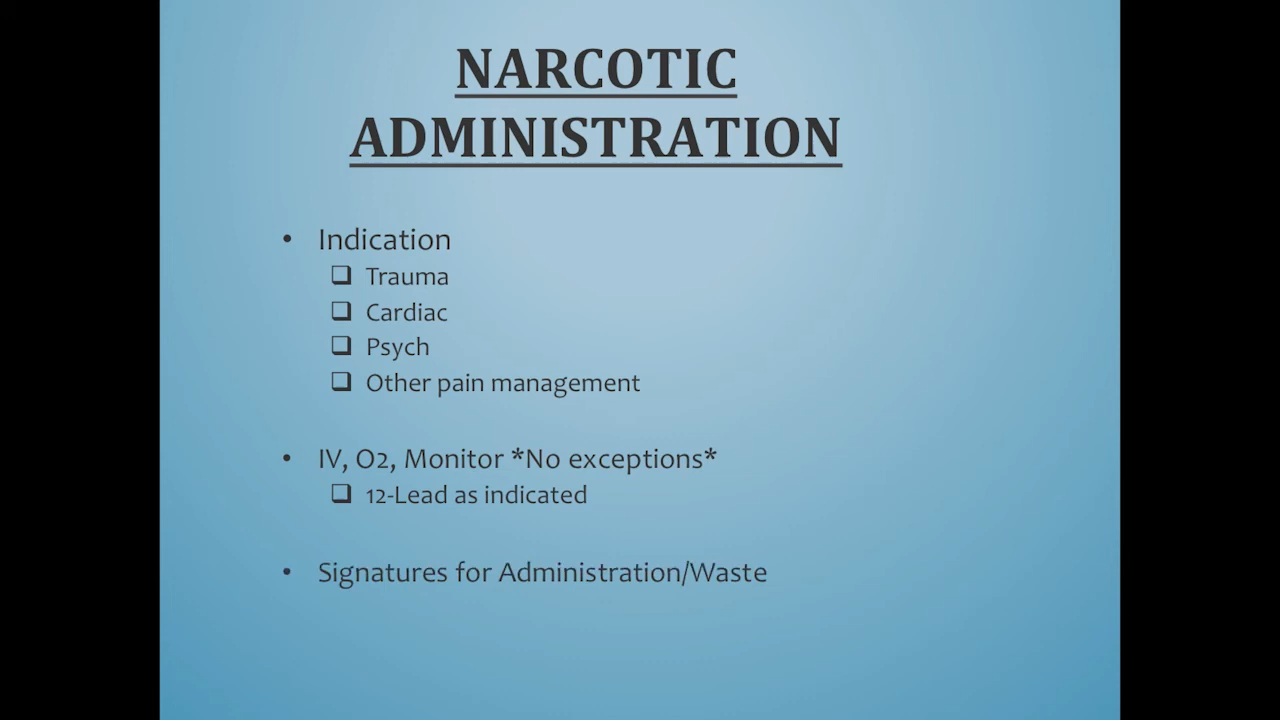 NARCOTIC
ADMINISTRATION
• Indication
❑ Trauma
❑ Cardiac
❑ Psych
❑ Other pain management
• IV, O2, Monitor *No exceptions*
❑ 12-Lead as indicated
• Signatures for Administration/Waste